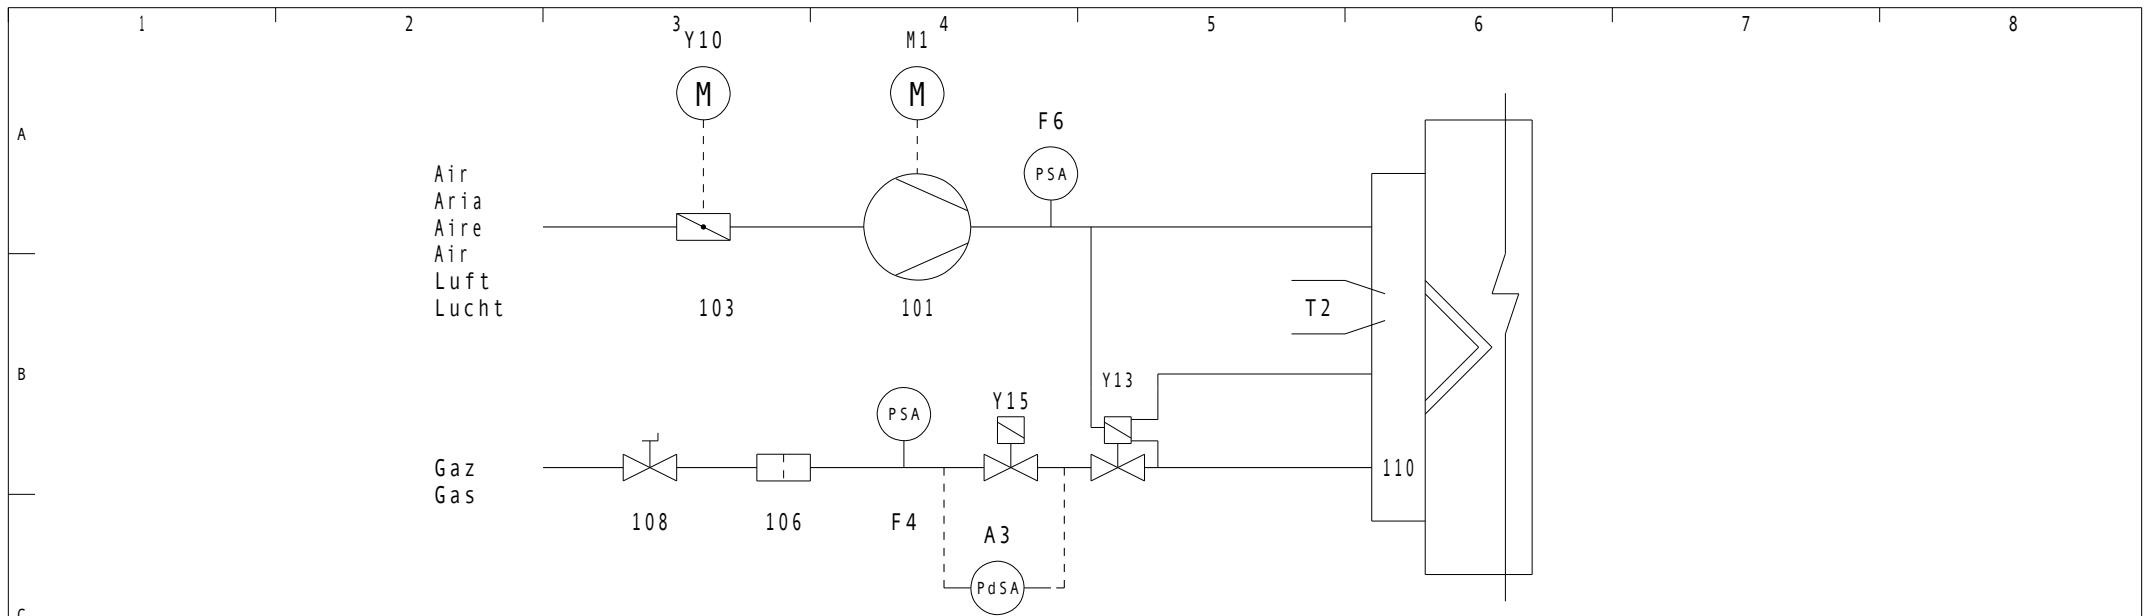 1 2 3 4 5 6 7 8
Y10 M1
M M
A
F6
PSA
Air
Aria
Aire
Air
Luft
Lucht
103 101 T2
B
Y13
PSA Y15
Gaz
Gas
110
108 106 F4 A3
PdSA
C